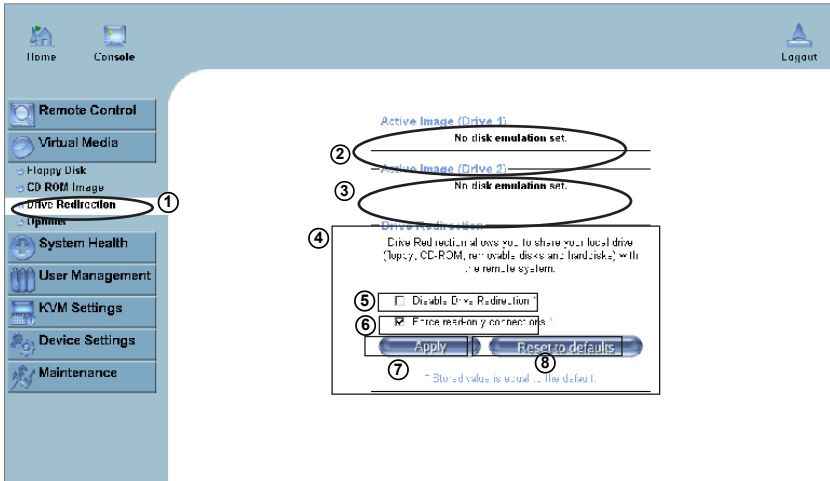 Home
Console
Logout
Remote Control
Virtual Media
Floppy Disk
CD ROM Image
Drive Redirection
Options
System Health
User Management
KVM Settings
Device Settings
Maintenance
1
Active Image (Drive 1)
No disk emulation set.
2
Active Image (Drive 2)
No disk emulation set.
3
Drive Redirection
4
Drive Redirection allows you to share your local drive
(floppy, CD-ROM, removable disks and harddisks) with
the remote system.
5
Disable Drive Redirection *
6
Force read-only connections *
Apply
Reset to defaults
7
8
* Stored value is equal to the default.